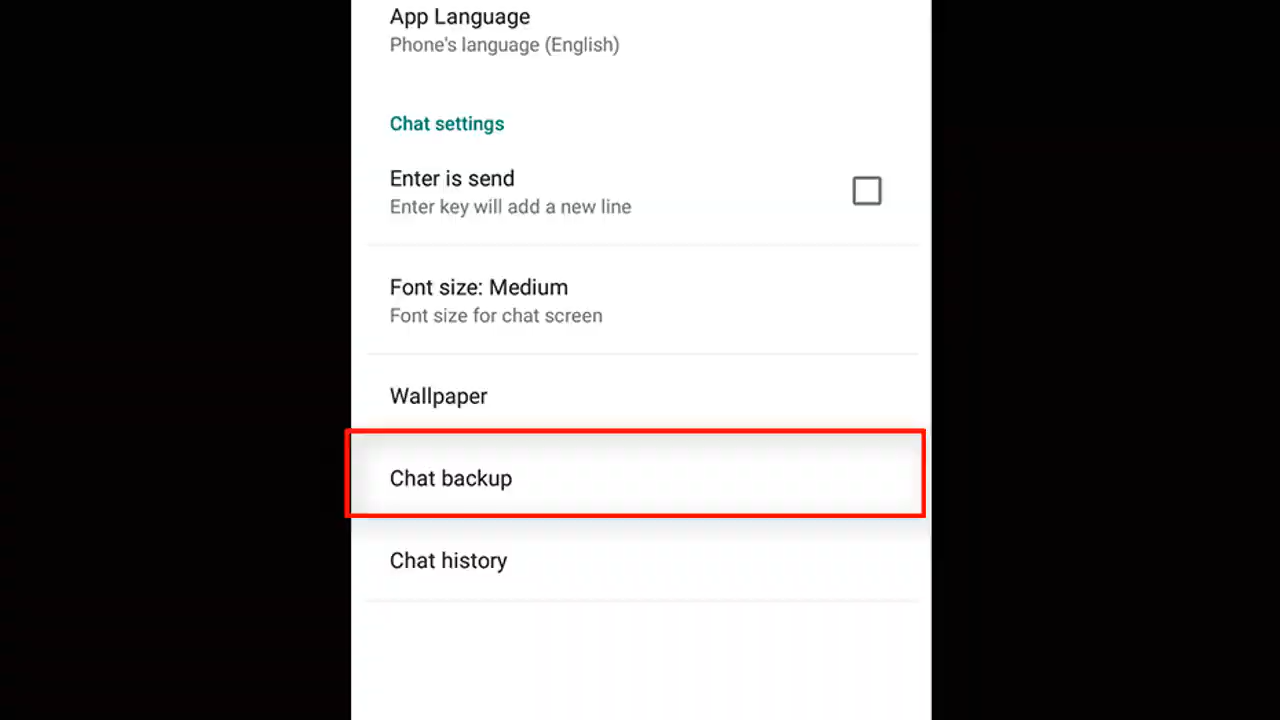 App Language
Phone's language (English)
Chat settings
Enter is send
Enter key will add a new line
Font size: Medium
Font size for chat screen
Wallpaper
Chat backup
Chat history